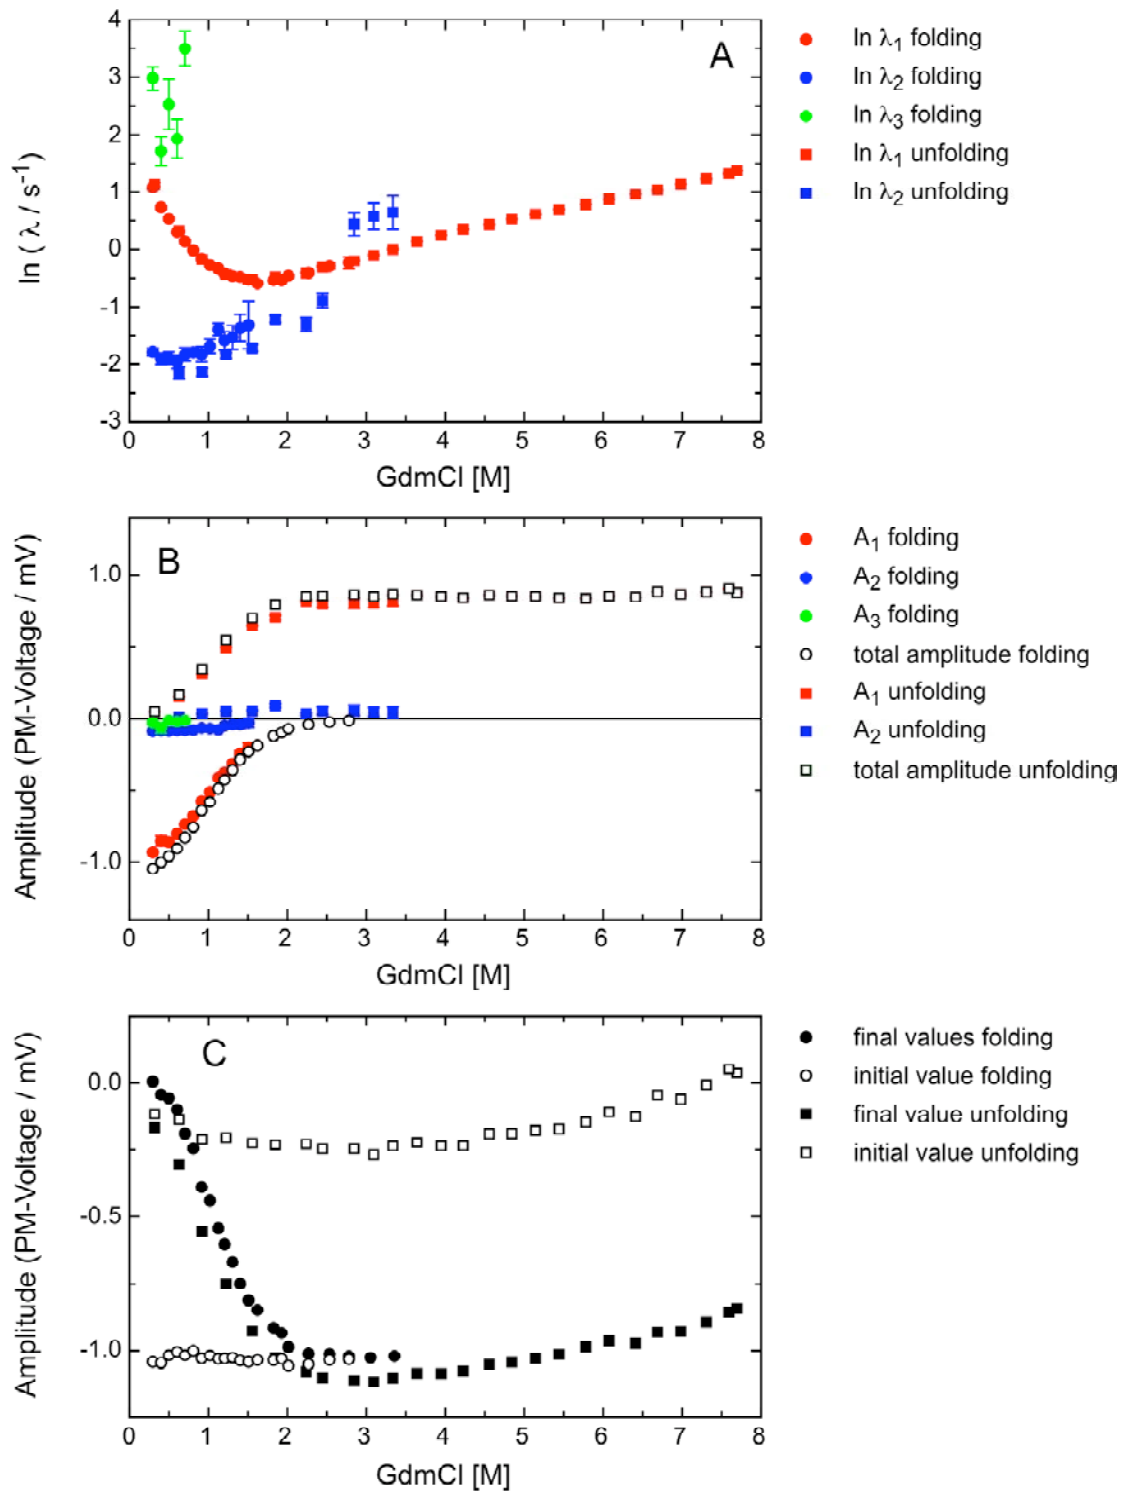 A
ln ( λ / s-1)
4
3
2
1
0
-1
-2
-3
0 1 2 3 4 5 6 7 8
GdmCl [M]
ln λ1 folding
ln λ2 folding
ln λ3 folding
ln λ1 unfolding
ln λ2 unfolding
B
Amplitude (PM-Voltage / mV)
1.0
0.0
-1.0
0 1 2 3 4 5 6 7 8
GdmCl [M]
A1 folding
A2 folding
A3 folding
total amplitude folding
A1 unfolding
A2 unfolding
total amplitude unfolding
C
Amplitude (PM-Voltage / mV)
0.0
-0.5
-1.0
0 1 2 3 4 5 6 7 8
GdmCl [M]
final values folding
initial value folding
final value unfolding
initial value unfolding